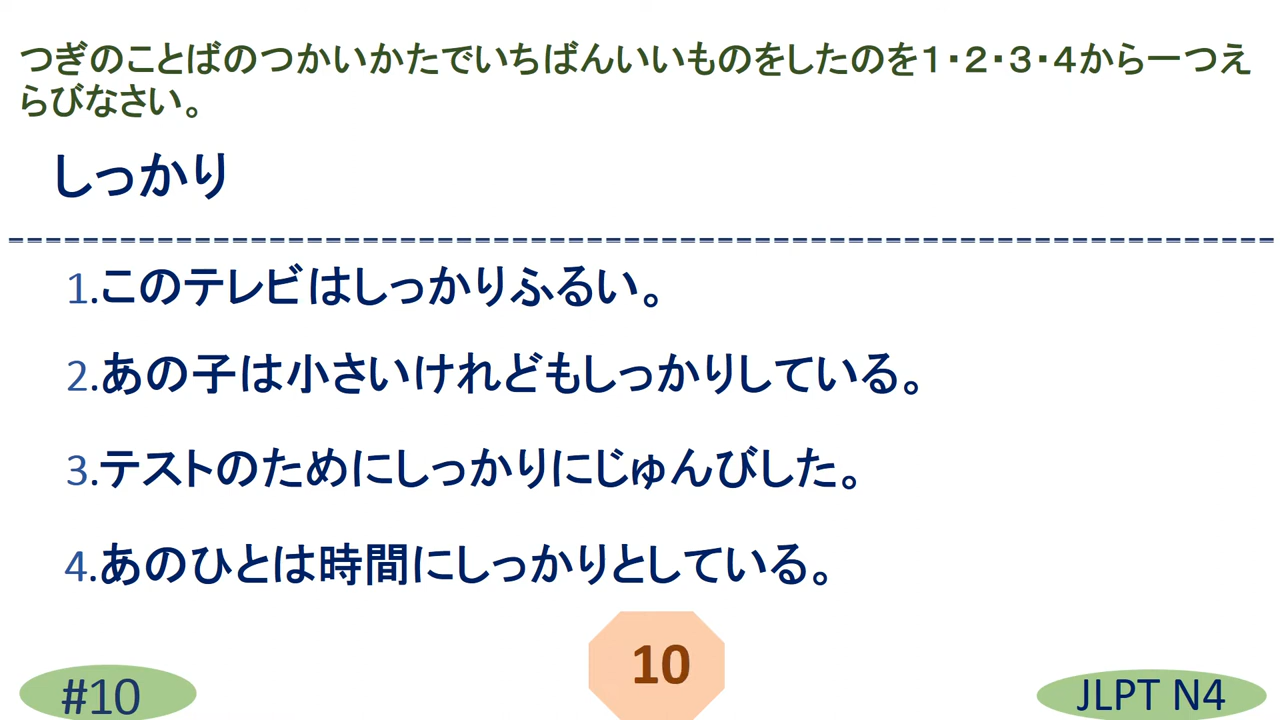 つぎのことばのつかいかたでいちばんいいものをしたのを１・２・３・４から一つえ
らびなさい。
しっかり
1.このテレビはしっかりふるい。
2.あの子は小さいけれどもしっかりしている。
3.テストのためにしっかりにじゅんびした。
4.あのひとは時間にしっかりとしている。
10
#10
JLPT N4